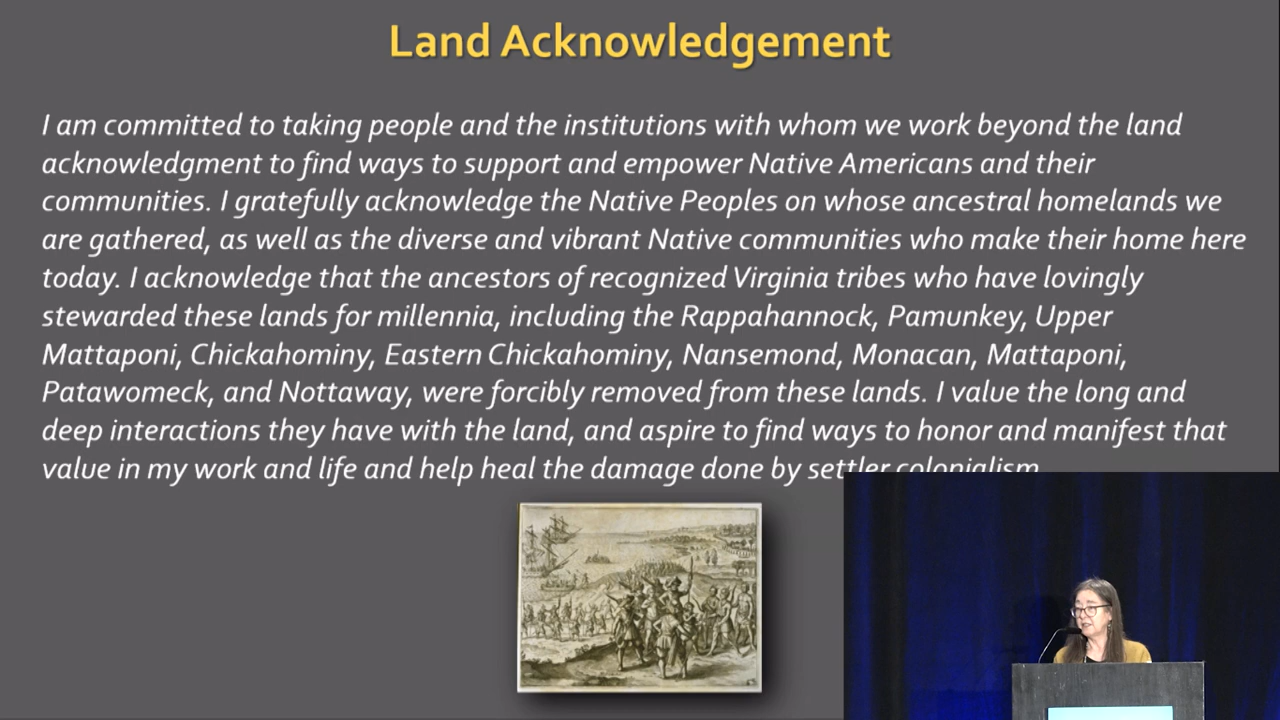 Land Acknowledgement
I am committed to taking people and the institutions with whom we work beyond the land
acknowledgment to find ways to support and empower Native Americans and their
communities. I gratefully acknowledge the Native Peoples on whose ancestral homelands we
are gathered, as well as the diverse and vibrant Native communities who make their home here
today. I acknowledge that the ancestors of recognized Virginia tribes who have lovingly
stewarded these lands for millennia, including the Rappahannock, Pamunkey, Upper
Mattaponi, Chickahominy, Eastern Chickahominy, Nansemond, Monacan, Mattaponi,
Patawomeck, and Nottaway, were forcibly removed from these lands. I value the long and
deep interactions they have with the land, and aspire to find ways to honor and manifest that
value in my work and life and help heal the damage done by settler colonialism